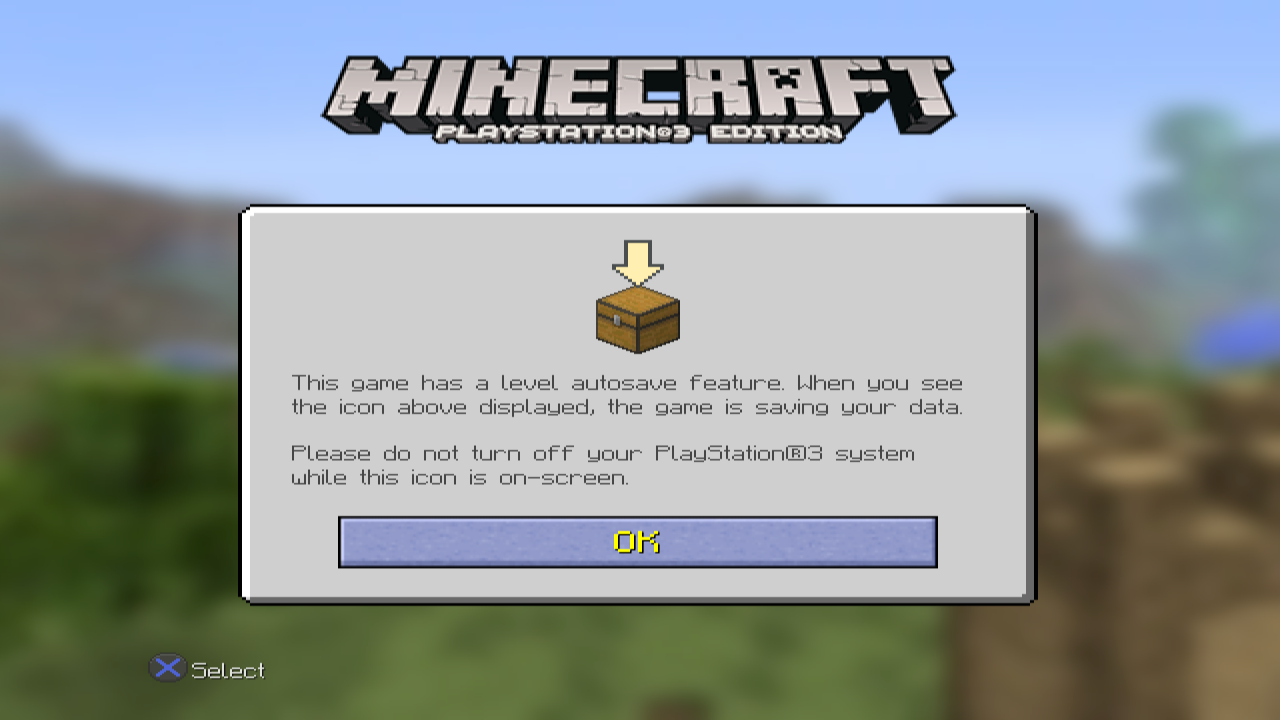 MINECRAFT
PLAYSTATION®3 EDITION
This game has a level autosave feature. When you see
the icon above displayed, the game is saving your data.
Please do not turn off your PlayStation®3 system
while this icon is on-screen.
OK
Select